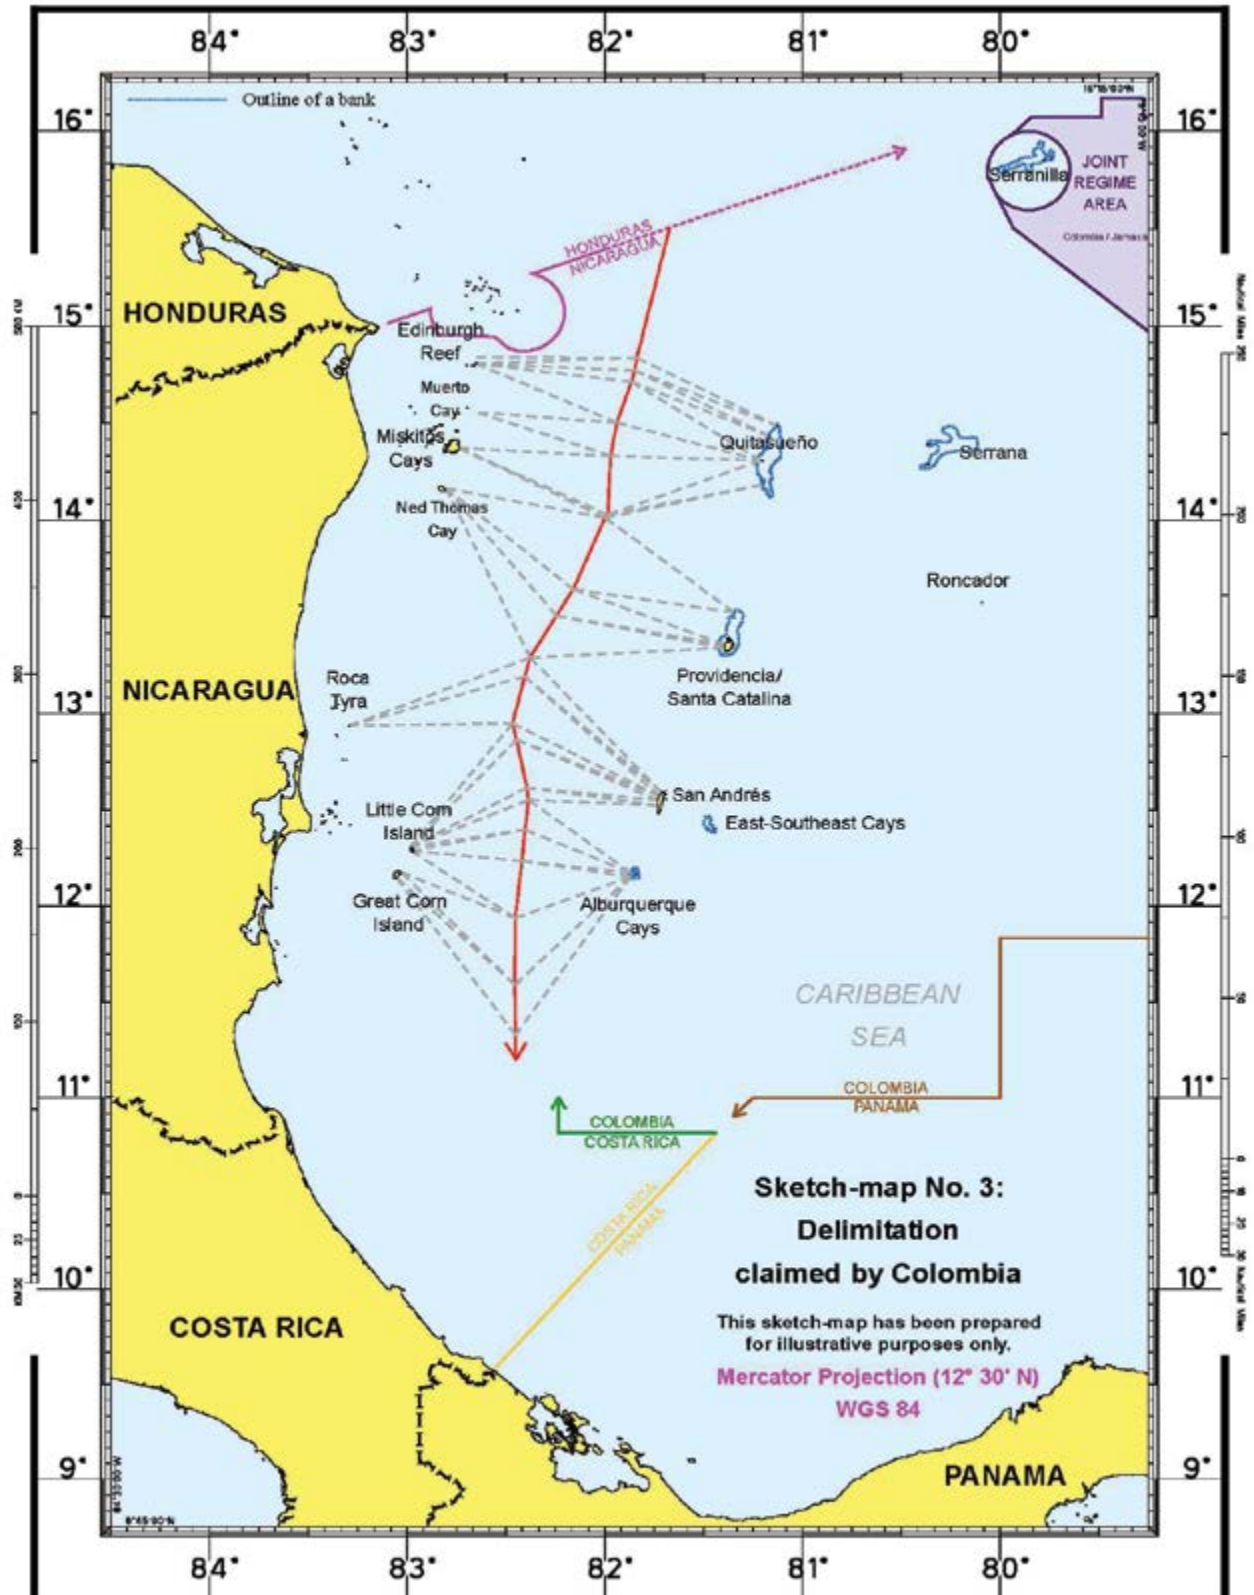 84° 83° 82° 81° 80°
Outline of a bank
16° 16°
Serranilla
JOINT
REGIME
AREA
Colombia / Jamaica
HONDURAS
NICARAGUA
HONDURAS
15° 15°
Edinburgh
Reef
Muerto
Cay
Miskitos
Cays
Quitasueño
Serrana
Ned Thomas
Cay
14° 14°
Roncador
NICARAGUA
Roca
Tyra
Providencia/
Santa Catalina
13° 13°
San Andrés
Little Corn
Island
East-Southeast Cays
12° 12°
Great Corn
Island
Alburquerque
Cays
CARIBBEAN
SEA
11° 11°
COLOMBIA
PANAMA
COLOMBIA
COSTA RICA
COSTA RICA
PANAMA
Sketch-map No. 3:
Delimitation
claimed by Colombia
10° 10°
This sketch-map has been prepared
for illustrative purposes only.
Mercator Projection (12° 30' N)
WGS 84
COSTA RICA
PANAMA
9° 9°
84° 83° 82° 81° 80°